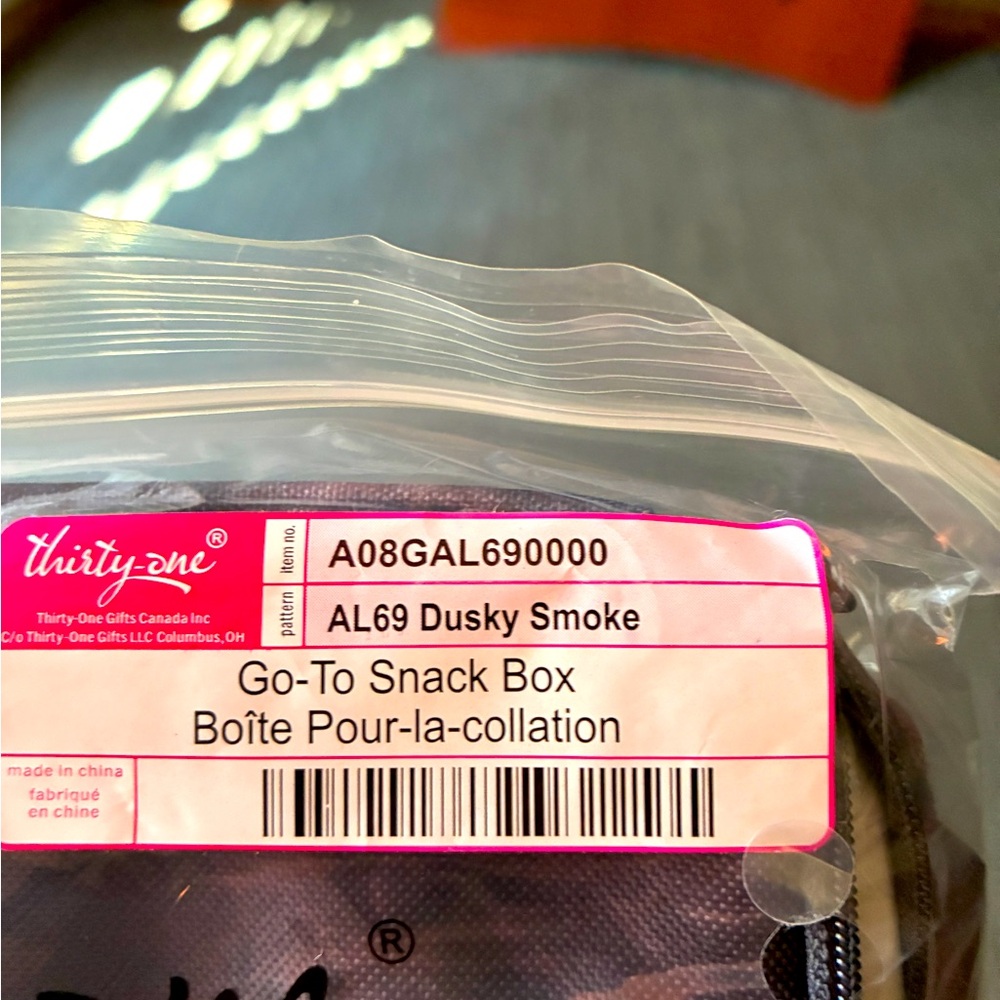 thirty-one®
Thirty-One Gifts Canada Inc
C/o Thirty-One Gifts LLC Columbus,OH
item no.
A08GAL690000
pattern
AL69 Dusky Smoke
Go-To Snack Box
Boîte Pour-la-collation
made in china
fabriqué
en chine
®